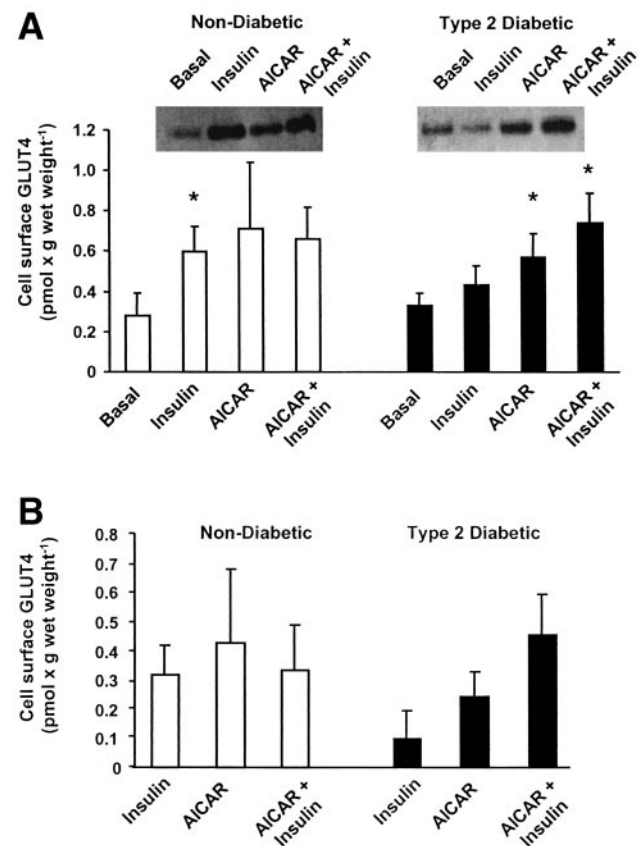 A
Non-Diabetic
Type 2 Diabetic
Basal
Insulin
AICAR
AICAR +
Insulin
Basal
Insulin
AICAR
AICAR +
Insulin
Cell surface GLUT4
(pmol x g wet weight⁻¹)
1.2
1.0
0.8
0.6
0.4
0.2
0
*
*
*
Basal
Insulin
AICAR
AICAR +
Insulin
Basal
Insulin
AICAR
AICAR +
Insulin
B
Non-Diabetic
Type 2 Diabetic
Cell surface GLUT4
(pmol x g wet weight⁻¹)
0.8
0.7
0.6
0.5
0.4
0.3
0.2
0.1
0
Insulin
AICAR
AICAR +
Insulin
Insulin
AICAR
AICAR +
Insulin